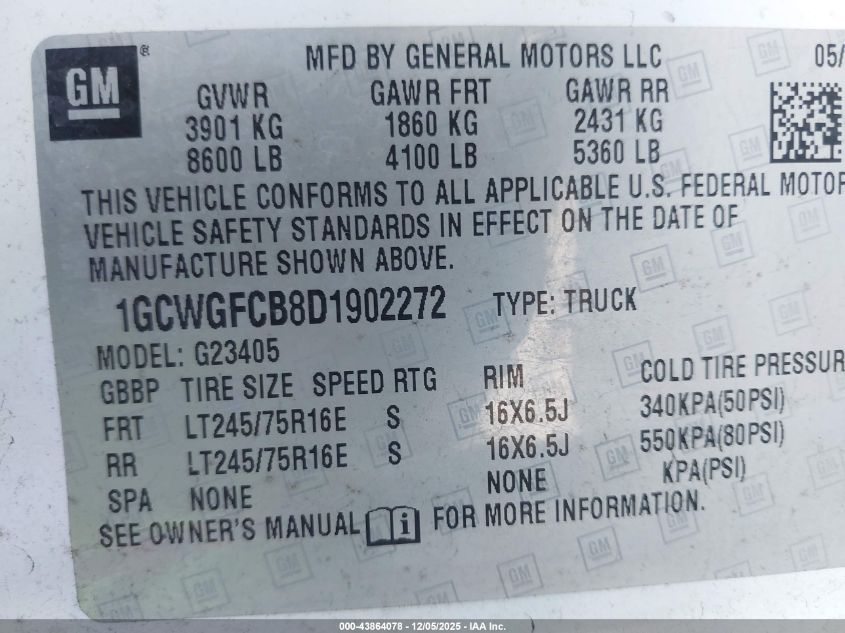 GM ®
MFD BY GENERAL MOTORS LLC 05/
GVWR GAWR FRT GAWR RR
3901 KG 1860 KG 2431 KG
8600 LB 4100 LB 5360 LB
THIS VEHICLE CONFORMS TO ALL APPLICABLE U.S. FEDERAL MOTOR
VEHICLE SAFETY STANDARDS IN EFFECT ON THE DATE OF
MANUFACTURE SHOWN ABOVE.
1GCWGFCB8D1902272 TYPE: TRUCK
MODEL: G23405
GBBP TIRE SIZE SPEED RTG RIM COLD TIRE PRESSUR
FRT LT245/75R16E S 16X6.5J 340KPA(50PSI)
RR LT245/75R16E S 16X6.5J 550KPA(80PSI)
SPA NONE NONE KPA(PSI)
SEE OWNER'S MANUAL i FOR MORE INFORMATION.
000-43864078 - 12/05/2025 - IAA Inc.